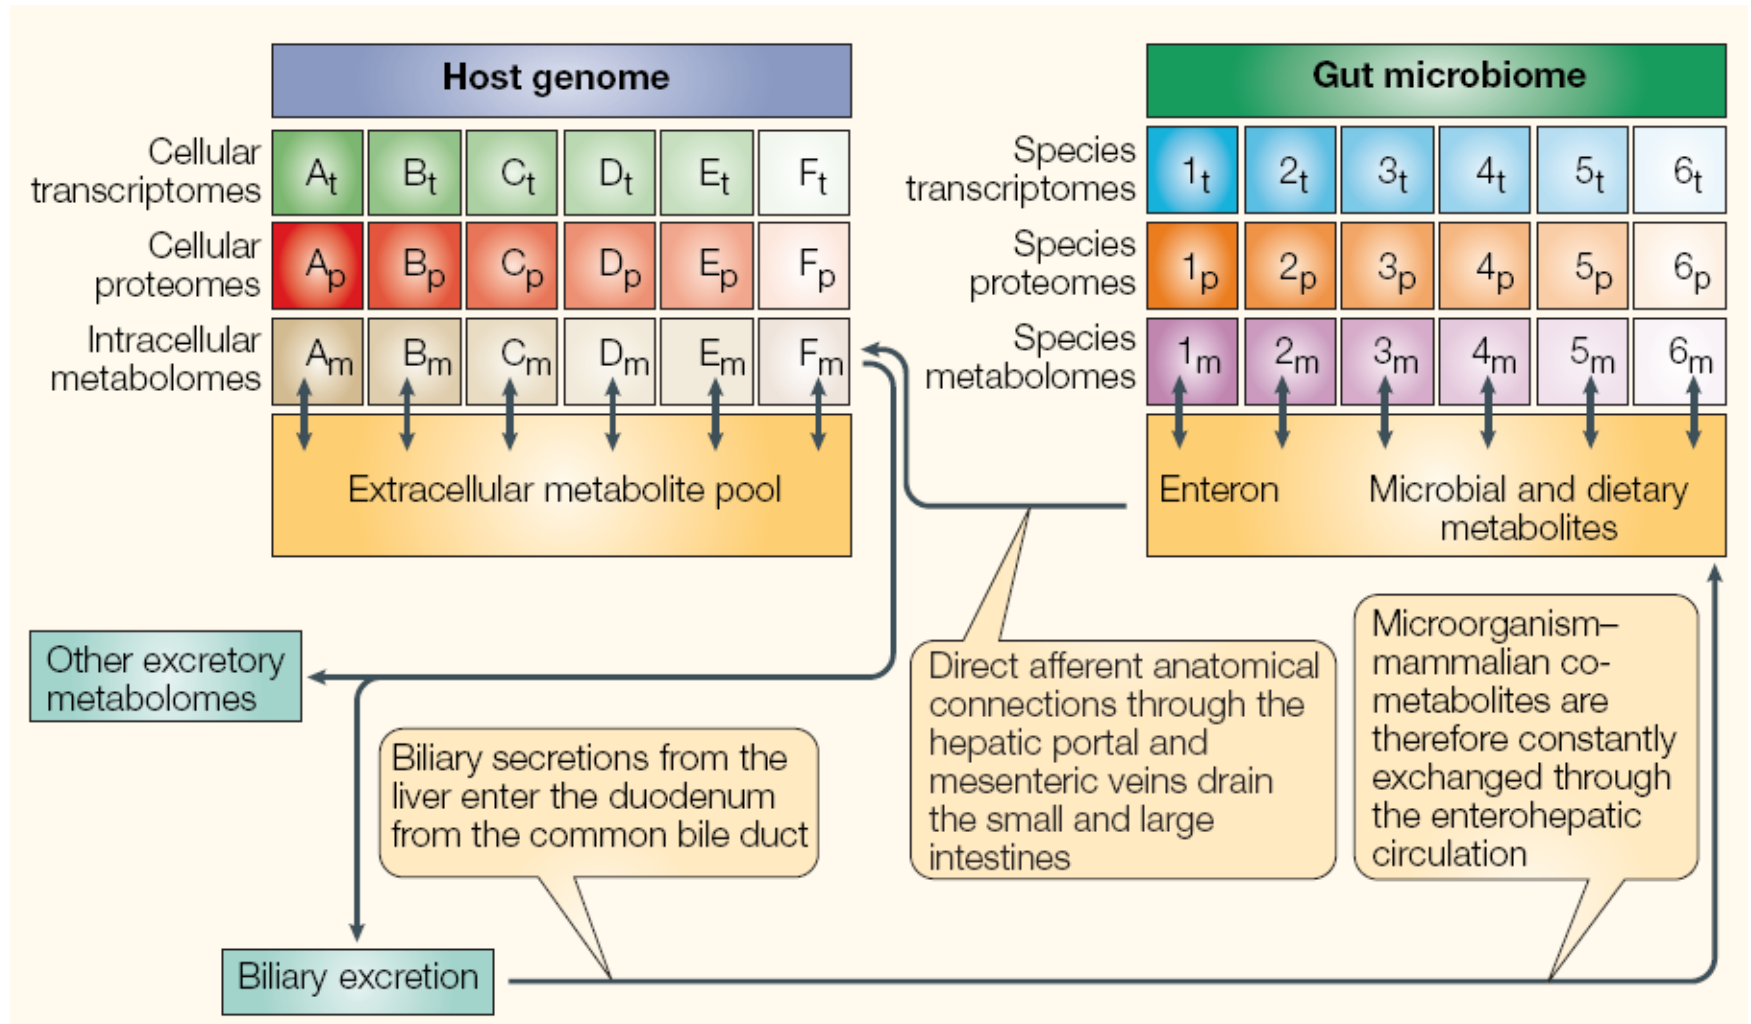 Host genome
Cellular
transcriptomes
At Bt Ct Dt Et Ft
Cellular
proteomes
Ap Bp Cp Dp Ep Fp
Intracellular
metabolomes
Am Bm Cm Dm Em Fm
Extracellular metabolite pool
Gut microbiome
Species
transcriptomes
1t 2t 3t 4t 5t 6t
Species
proteomes
1p 2p 3p 4p 5p 6p
Species
metabolomes
1m 2m 3m 4m 5m 6m
Enteron
Microbial and dietary
metabolites
Other excretory
metabolomes
Biliary secretions from the
liver enter the duodenum
from the common bile duct
Direct afferent anatomical
connections through the
hepatic portal and
mesenteric veins drain
the small and large
intestines
Microorganism–
mammalian co-
metabolites are
therefore constantly
exchanged through
the enterohepatic
circulation
Biliary excretion